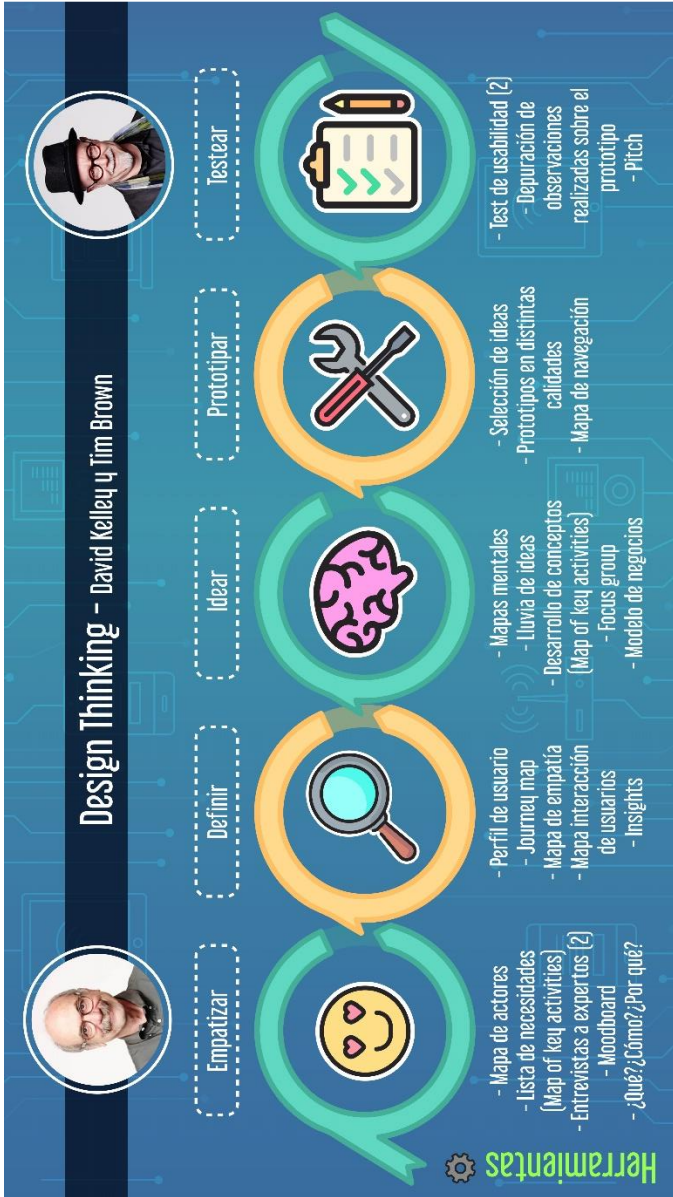 Design Thinking - David Kelley y Tim Brown
Empatizar
Definir
Idear
Prototipar
Testear
- Mapa de actores
- Lista de necesidades
(Map of key activities)
- Entrevistas a expertos (2)
- Moodboard
- ¿Qué?¿Cómo?¿Por qué?
- Perfil de usuario
- Journey map
- Mapa de empatía
- Mapa interacción
de usuarios
- Insights
- Mapas mentales
- Lluvia de ideas
- Desarrollo de conceptos
(Map of key activities)
- Focus group
- Modelo de negocios
- Selección de ideas
- Prototipos en distintas
calidades
- Mapa de navegación
- Test de usabilidad (2)
- Depuración de
observaciones
realizadas sobre el
prototipo
- Pitch
Herramientas